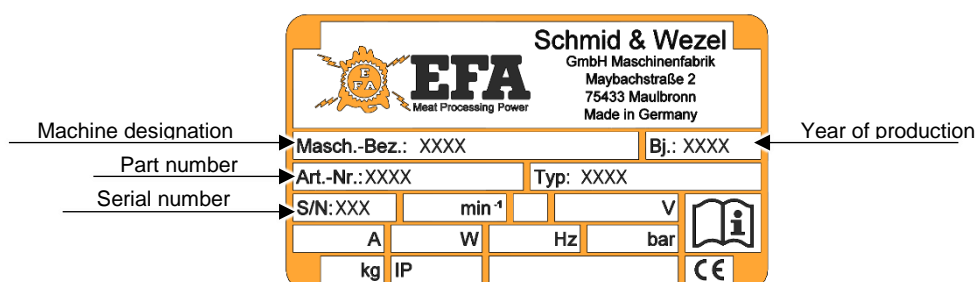 Schmid & Wezel
GmbH Maschinenfabrik
Maybachstraße 2
75433 Maulbronn
Made in Germany
E
F A
EFA
Meat Processing Power
Machine designation
Masch.-Bez.: XXXX
Bj.: XXXX
Year of production
Part number
Art.-Nr.:XXXX
Typ: XXXX
Serial number
S/N:XXX
min⁻¹
V
i
A
W
Hz
bar
kg
IP
CE